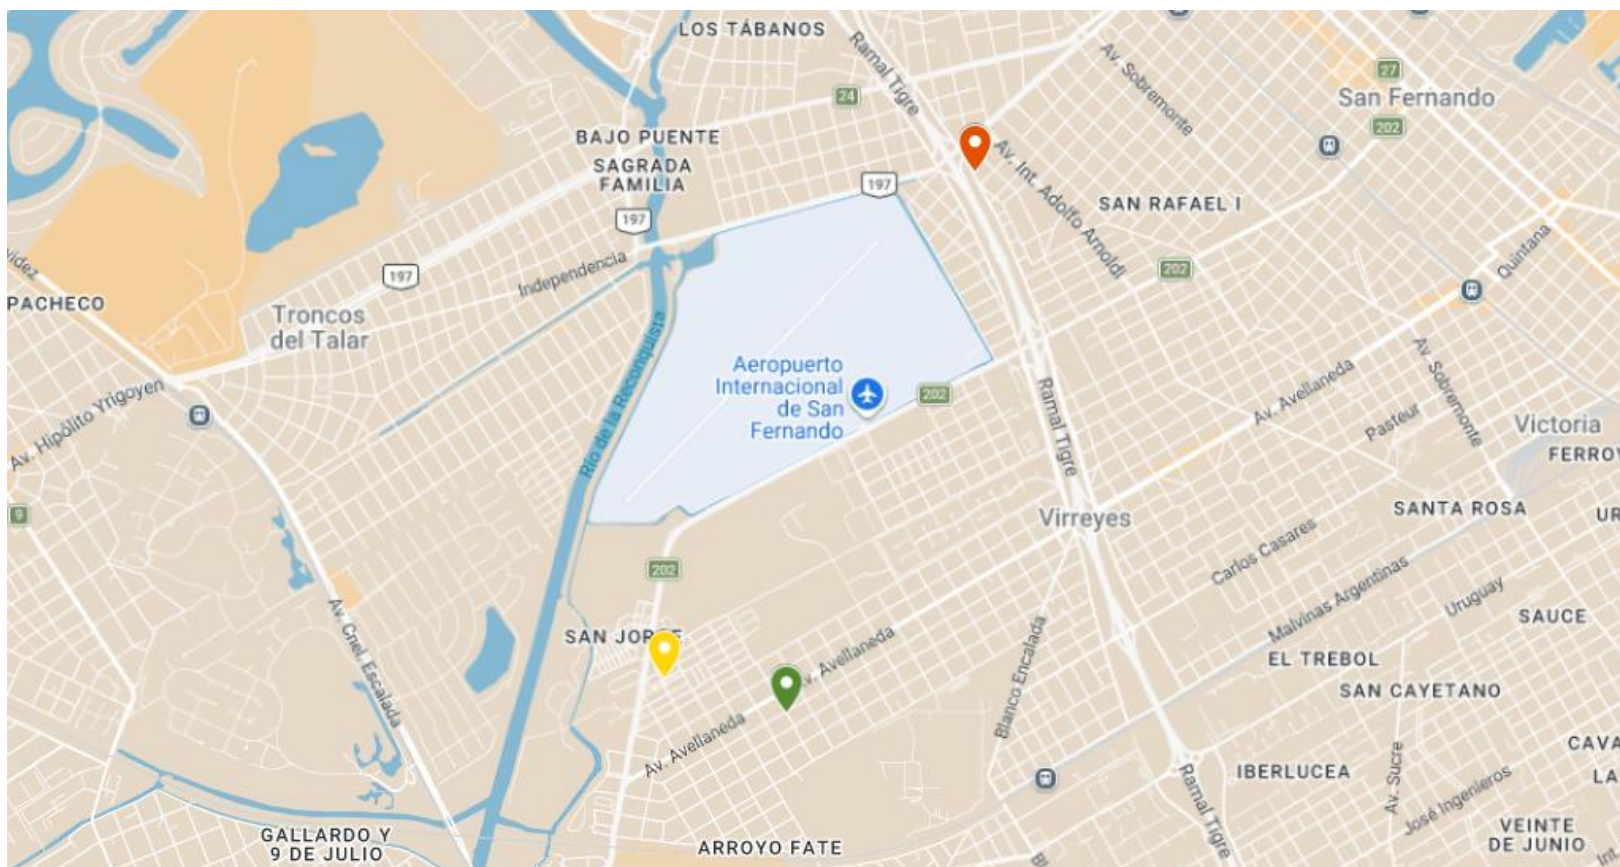 LOS TÁBANOS
Ramal Tigre
Av. Sobremonte
27
San Fernando
202
24
BAJO PUENTE
SAGRADA
FAMILIA
197
Av. Int. Adolfo Arnoldi
SAN RAFAEL I
197
Independencia
197
202
Quintana
PACHECO
Troncos
del Talar
Río de la Reconquista
Aeropuerto
Internacional
de San
Fernando
202
Ramal Tigre
Av. Avellaneda
Av. Sobremonte
Pasteur
Victoria
Av. Hipólito Yrigoyen
9
Virreyes
SANTA ROSA
Carlos Casares
202
Malvinas Argentinas
Uruguay
SAUCE
Av. Cnel. Escalada
SAN JORGE
Av. Avellaneda
Blanco Encalada
EL TREBOL
SAN CAYETANO
Av. Avellaneda
IBERLUCEA
Av. Sucre
Ramal Tigre
José Ingenieros
GALLARDO Y
9 DE JULIO
ARROYO FATE
VEINTE
DE JUNIO